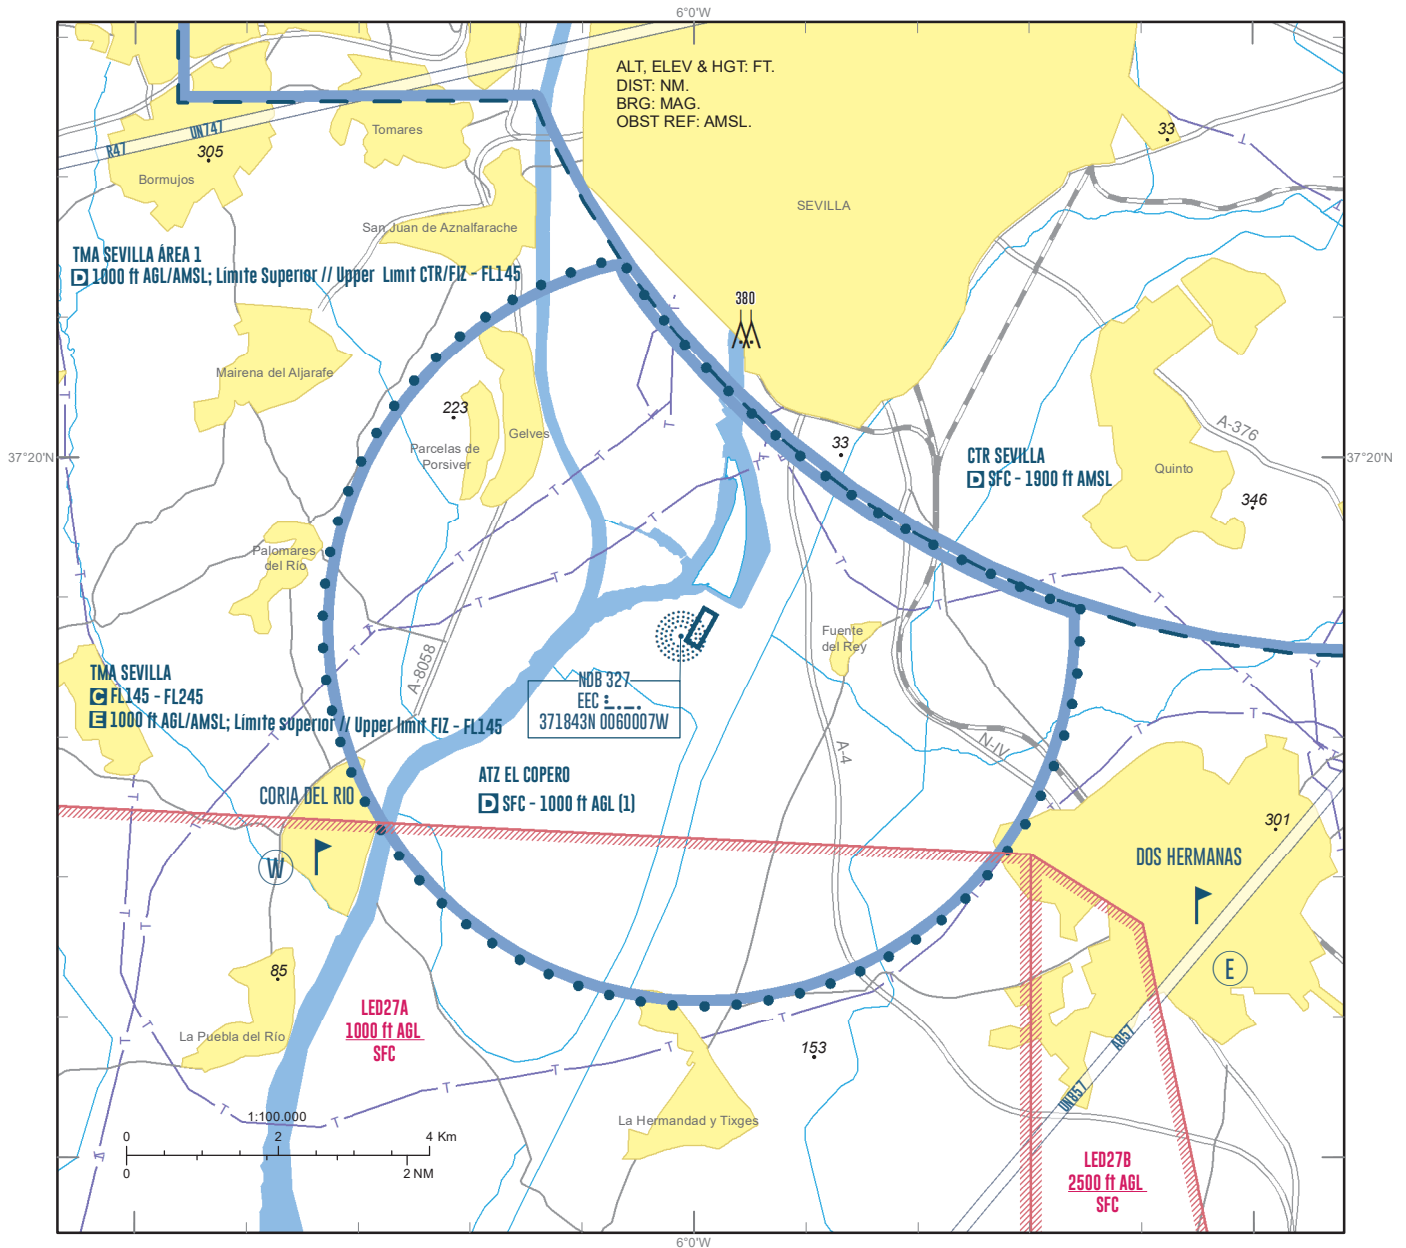 6°0'W
ALT, ELEV & HGT: FT.
DIST: NM.
BRG: MAG.
OBST REF: AMSL.
33
Tomares
UN747
R47
305
Bormujos
SEVILLA
San Juan de Aznalfarache
TMA SEVILLA ÁREA 1
D 1000 ft AGL/AMSL; Límite Superior // Upper Limit CTR/FIZ - FL145
380
Mairena del Aljarafe
223
Gelves
Parcelas de
Porsiver
33
A-376
37°20'N
37°20'N
CTR SEVILLA
D SFC - 1900 ft AMSL
Quinto
346
Palomares
del Río
Fuente
del Rey
A-8058
TMA SEVILLA
C FL145 - FL245
E 1000 ft AGL/AMSL; Límite superior // Upper limit FIZ - FL145
NDB 327
EEC
371843N 0060007W
A-4
N-IV
ATZ EL COPERO
D SFC - 1000 ft AGL (1)
CORIA DEL RIO
W
301
DOS HERMANAS
E
85
La Puebla del Río
LED27A
1000 ft AGL
SFC
153
A857
UN857
La Hermandad y Tixges
1:100.000
0 2 4 Km
0 2 NM
LED27B
2500 ft AGL
SFC
6°0'W